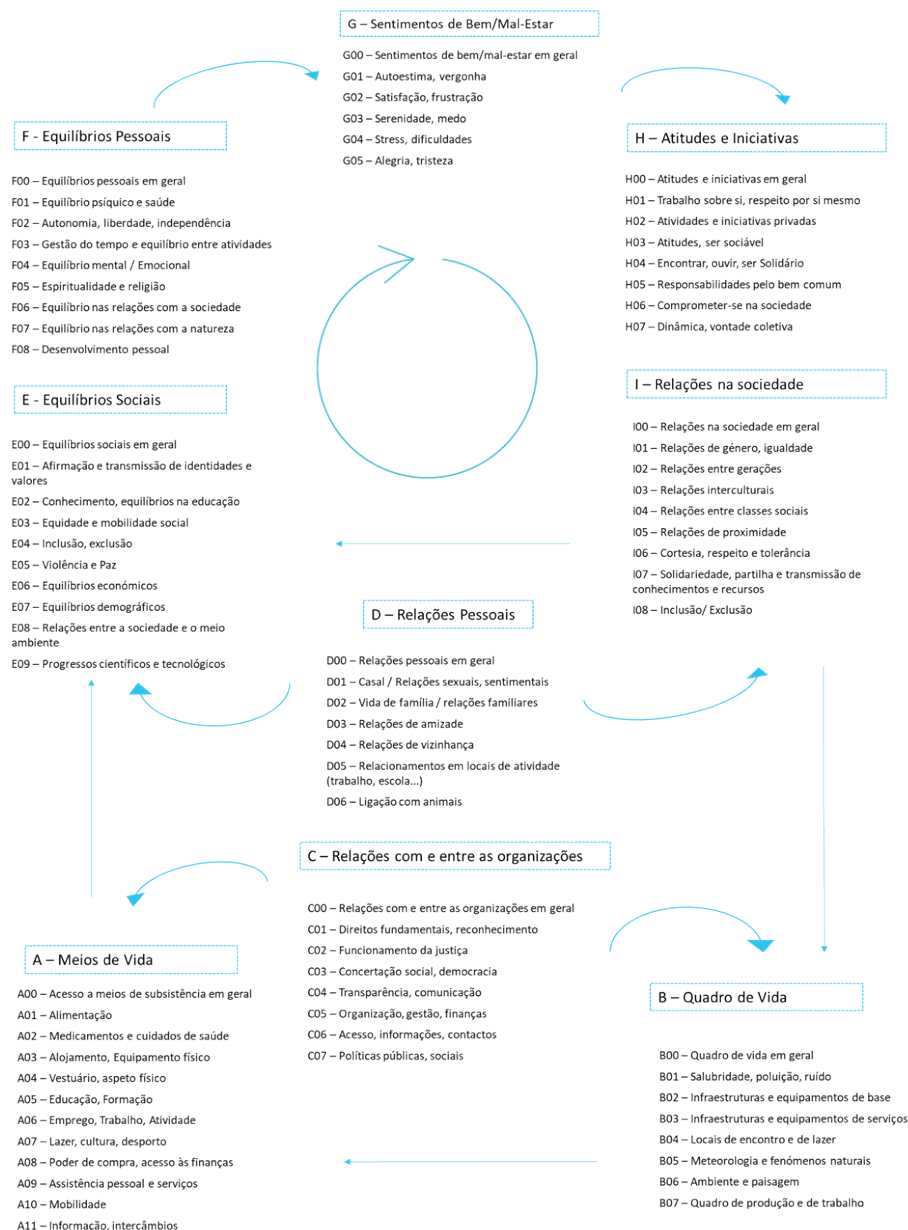 G – Sentimentos de Bem/Mal-Estar
G00 – Sentimentos de bem/mal-estar em geral
G01 – Autoestima, vergonha
G02 – Satisfação, frustração
G03 – Serenidade, medo
G04 – Stress, dificuldades
G05 – Alegria, tristeza
F - Equilíbrios Pessoais
F00 – Equilíbrios pessoais em geral
F01 – Equilíbrio psíquico e saúde
F02 – Autonomia, liberdade, independência
F03 – Gestão do tempo e equilíbrio entre atividades
F04 – Equilíbrio mental / Emocional
F05 – Espiritualidade e religião
F06 – Equilíbrio nas relações com a sociedade
F07 – Equilíbrio nas relações com a natureza
F08 – Desenvolvimento pessoal
H – Atitudes e Iniciativas
H00 – Atitudes e iniciativas em geral
H01 – Trabalho sobre si, respeito por si mesmo
H02 – Atividades e iniciativas privadas
H03 – Atitudes, ser sociável
H04 – Encontrar, ouvir, ser Solidário
H05 – Responsabilidades pelo bem comum
H06 – Comprometer-se na sociedade
H07 – Dinâmica, vontade coletiva
E - Equilíbrios Sociais
E00 – Equilíbrios sociais em geral
E01 – Afirmação e transmissão de identidades e
valores
E02 – Conhecimento, equilíbrios na educação
E03 – Equidade e mobilidade social
E04 – Inclusão, exclusão
E05 – Violência e Paz
E06 – Equilíbrios económicos
E07 – Equilíbrios demográficos
E08 – Relações entre a sociedade e o meio
ambiente
E09 – Progressos científicos e tecnológicos
I – Relações na sociedade
I00 – Relações na sociedade em geral
I01 – Relações de género, igualdade
I02 – Relações entre gerações
I03 – Relações interculturais
I04 – Relações entre classes sociais
I05 – Relações de proximidade
I06 – Cortesia, respeito e tolerância
I07 – Solidariedade, partilha e transmissão de
conhecimentos e recursos
I08 – Inclusão/ Exclusão
D – Relações Pessoais
D00 – Relações pessoais em geral
D01 – Casal / Relações sexuais, sentimentais
D02 – Vida de família / relações familiares
D03 – Relações de amizade
D04 – Relações de vizinhança
D05 – Relacionamentos em locais de atividade
(trabalho, escola...)
D06 – Ligação com animais
C – Relações com e entre as organizações
C00 – Relações com e entre as organizações em geral
C01 – Direitos fundamentais, reconhecimento
C02 – Funcionamento da justiça
C03 – Concertação social, democracia
C04 – Transparência, comunicação
C05 – Organização, gestão, finanças
C06 – Acesso, informações, contactos
C07 – Políticas públicas, sociais
A – Meios de Vida
A00 – Acesso a meios de subsistência em geral
A01 – Alimentação
A02 – Medicamentos e cuidados de saúde
A03 – Alojamento, Equipamento físico
A04 – Vestuário, aspeto físico
A05 – Educação, Formação
A06 – Emprego, Trabalho, Atividade
A07 – Lazer, cultura, desporto
A08 – Poder de compra, acesso às finanças
A09 – Assistência pessoal e serviços
A10 – Mobilidade
A11 – Informação, intercâmbios
B – Quadro de Vida
B00 – Quadro de vida em geral
B01 – Salubridade, poluição, ruído
B02 – Infraestruturas e equipamentos de base
B03 – Infraestruturas e equipamentos de serviços
B04 – Locais de encontro e de lazer
B05 – Meteorologia e fenómenos naturais
B06 – Ambiente e paisagem
B07 – Quadro de produção e de trabalho